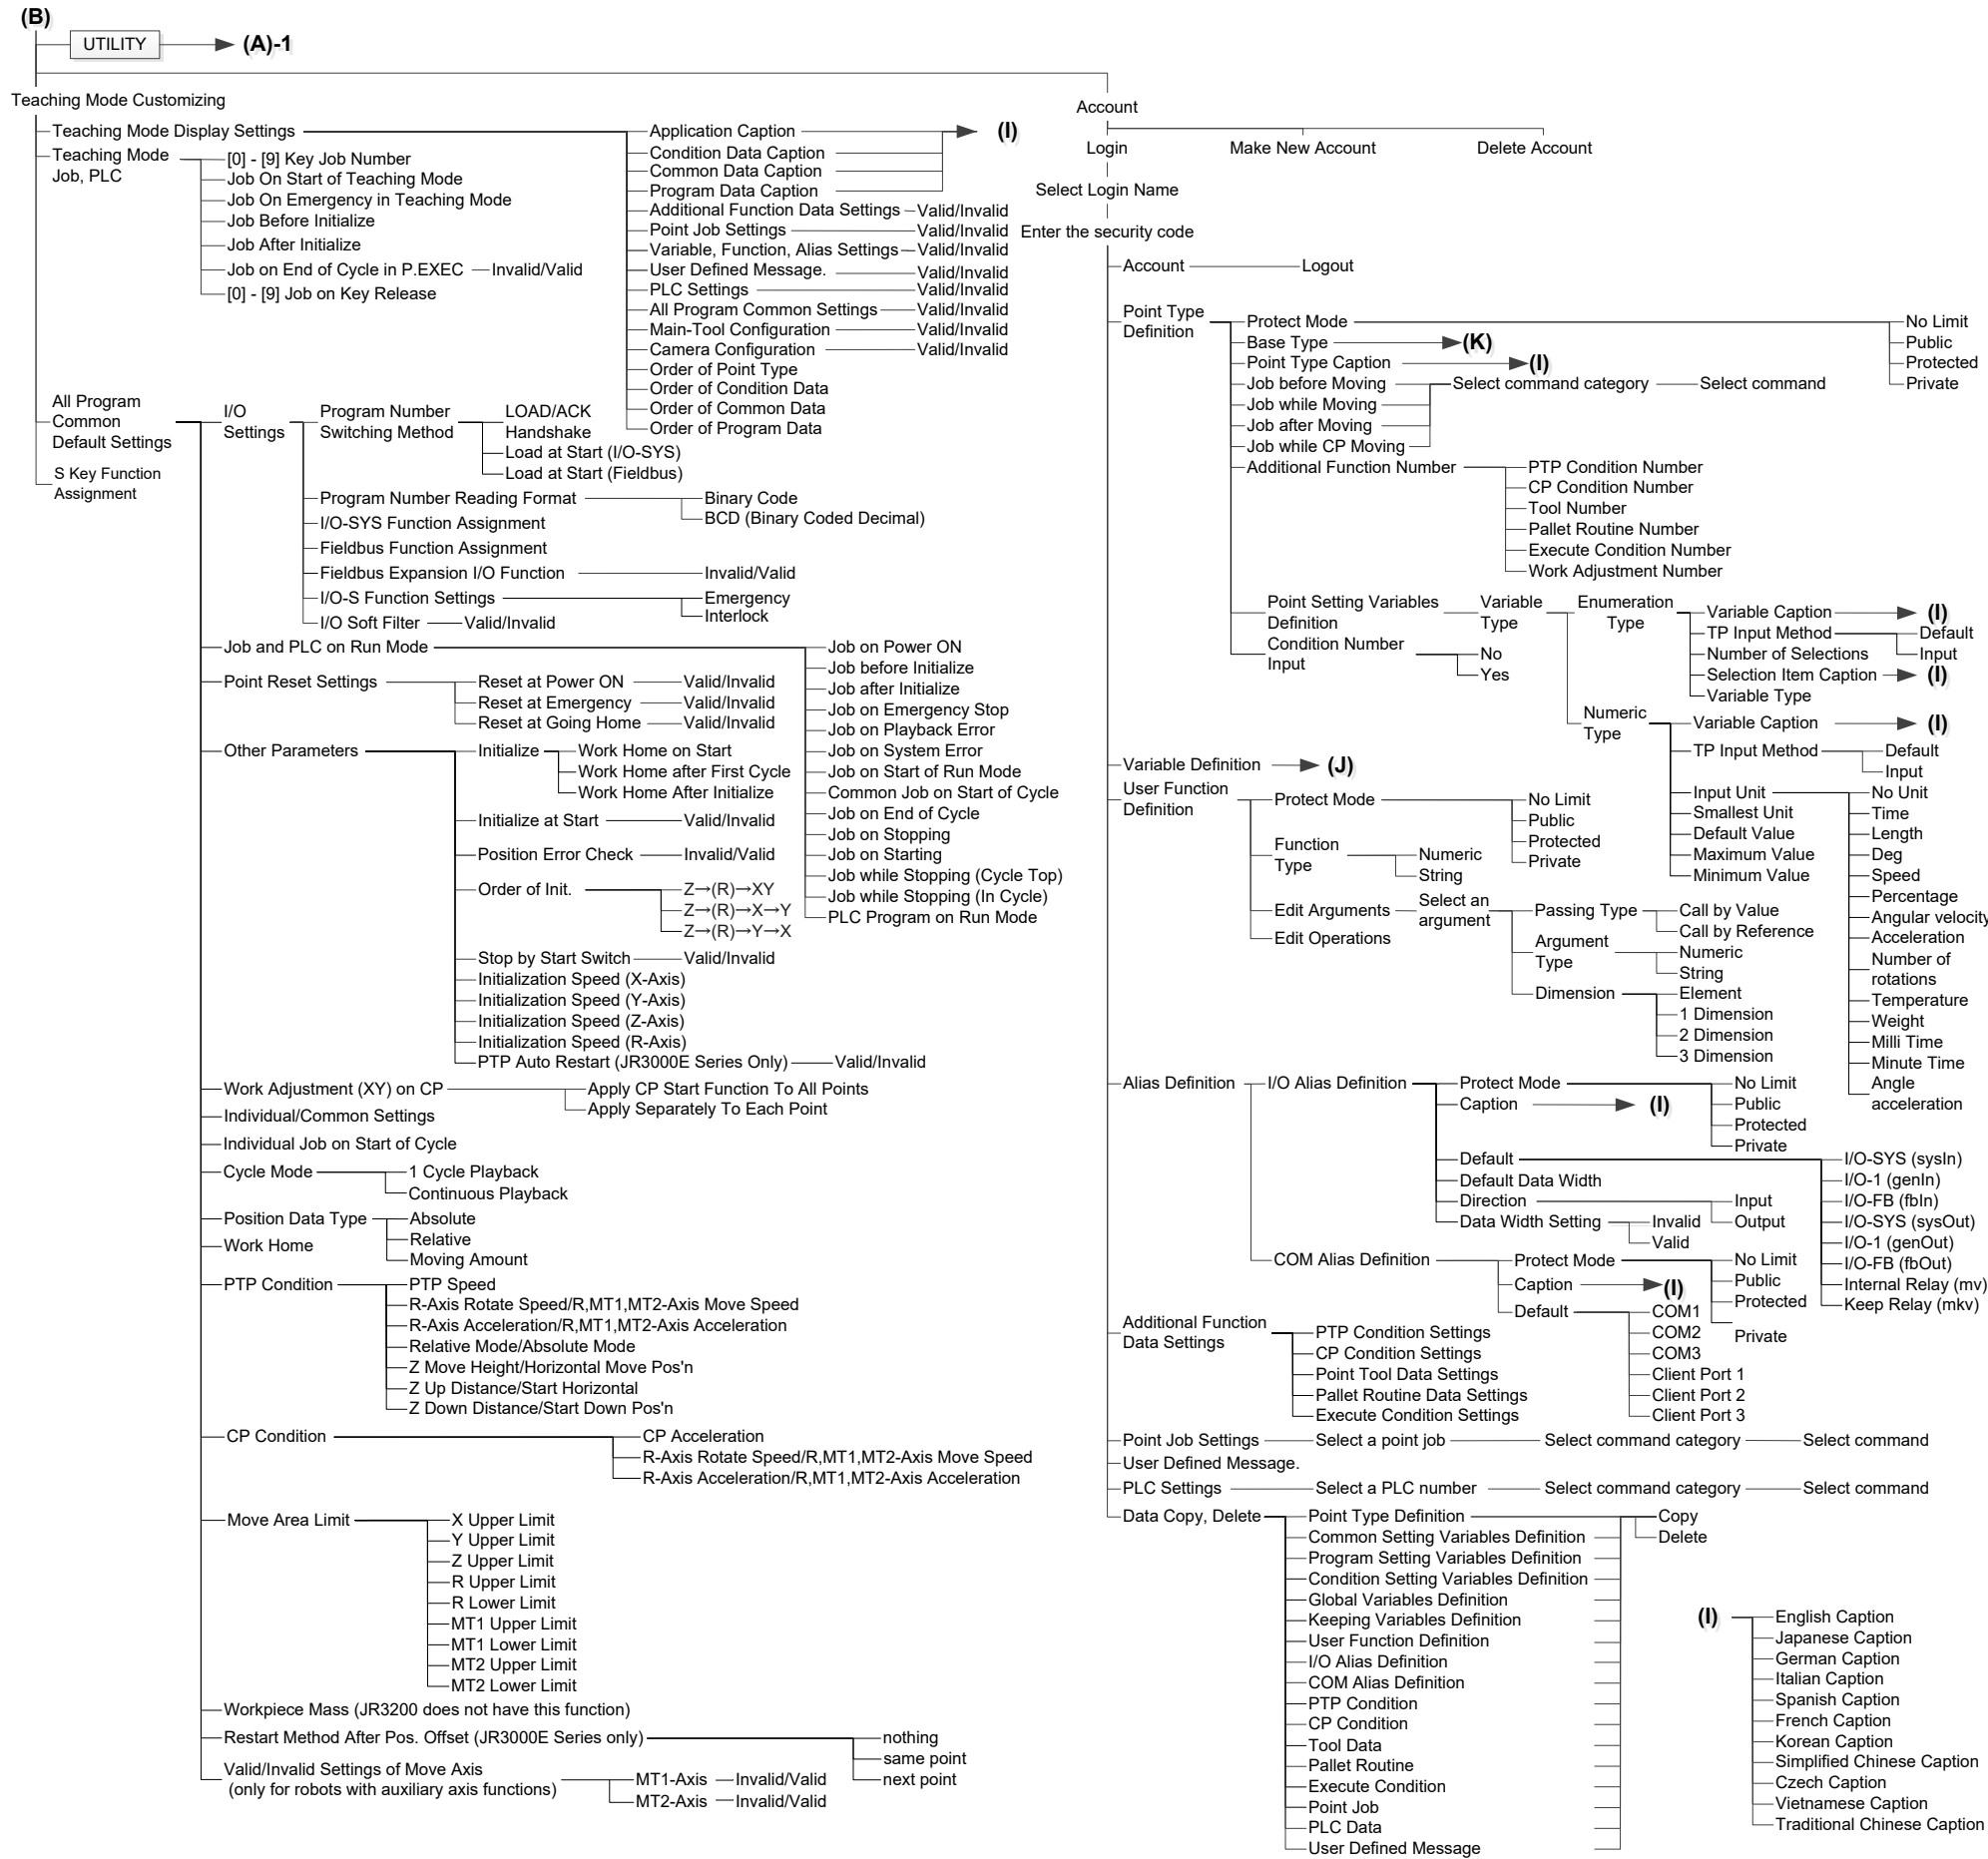 (B)
UTILITY
(A)-1
Teaching Mode Customizing
Teaching Mode Display Settings
Application Caption
(I)
Condition Data Caption
Common Data Caption
Program Data Caption
Additional Function Data Settings
Valid/Invalid
Point Job Settings
Valid/Invalid
Variable, Function, Alias Settings
Valid/Invalid
User Defined Message.
Valid/Invalid
PLC Settings
Valid/Invalid
All Program Common Settings
Valid/Invalid
Main-Tool Configuration
Valid/Invalid
Camera Configuration
Valid/Invalid
Order of Point Type
Order of Condition Data
Order of Common Data
Order of Program Data
Teaching Mode
Job, PLC
[0] - [9] Key Job Number
Job On Start of Teaching Mode
Job On Emergency in Teaching Mode
Job Before Initialize
Job After Initialize
Job on End of Cycle in P.EXEC
Invalid/Valid
[0] - [9] Job on Key Release
All Program
Common
Default Settings
I/O
Settings
Program Number
Switching Method
LOAD/ACK
Handshake
Load at Start (I/O-SYS)
Load at Start (Fieldbus)
Program Number Reading Format
Binary Code
BCD (Binary Coded Decimal)
I/O-SYS Function Assignment
Fieldbus Function Assignment
Fieldbus Expansion I/O Function
Invalid/Valid
I/O-S Function Settings
Emergency
Interlock
I/O Soft Filter
Valid/Invalid
S Key Function
Assignment
Job and PLC on Run Mode
Job on Power ON
Job before Initialize
Job after Initialize
Job on Emergency Stop
Job on Playback Error
Job on System Error
Job on Start of Run Mode
Common Job on Start of Cycle
Job on End of Cycle
Job on Stopping
Job on Starting
Job while Stopping (Cycle Top)
Job while Stopping (In Cycle)
PLC Program on Run Mode
Point Reset Settings
Reset at Power ON
Valid/Invalid
Reset at Emergency
Valid/Invalid
Reset at Going Home
Valid/Invalid
Other Parameters
Initialize
Work Home on Start
Work Home after First Cycle
Work Home After Initialize
Initialize at Start
Valid/Invalid
Position Error Check
Invalid/Valid
Order of Init.
Z→(R)→XY
Z→(R)→X→Y
Z→(R)→Y→X
Stop by Start Switch
Valid/Invalid
Initialization Speed (X-Axis)
Initialization Speed (Y-Axis)
Initialization Speed (Z-Axis)
Initialization Speed (R-Axis)
PTP Auto Restart (JR3000E Series Only)
Valid/Invalid
Work Adjustment (XY) on CP
Apply CP Start Function To All Points
Apply Separately To Each Point
Individual/Common Settings
Individual Job on Start of Cycle
Cycle Mode
1 Cycle Playback
Continuous Playback
Position Data Type
Absolute
Relative
Moving Amount
Work Home
PTP Condition
PTP Speed
R-Axis Rotate Speed/R,MT1,MT2-Axis Move Speed
R-Axis Acceleration/R,MT1,MT2-Axis Acceleration
Relative Mode/Absolute Mode
Z Move Height/Horizontal Move Pos'n
Z Up Distance/Start Horizontal
Z Down Distance/Start Down Pos'n
CP Condition
CP Acceleration
R-Axis Rotate Speed/R,MT1,MT2-Axis Move Speed
R-Axis Acceleration/R,MT1,MT2-Axis Acceleration
Move Area Limit
X Upper Limit
Y Upper Limit
Z Upper Limit
R Upper Limit
R Lower Limit
MT1 Upper Limit
MT1 Lower Limit
MT2 Upper Limit
MT2 Lower Limit
Workpiece Mass (JR3200 does not have this function)
Restart Method After Pos. Offset (JR3000E Series only)
nothing
same point
next point
Valid/Invalid Settings of Move Axis
(only for robots with auxiliary axis functions)
MT1-Axis
Invalid/Valid
MT2-Axis
Invalid/Valid
Account
Login
Make New Account
Delete Account
Select Login Name
Enter the security code
Account
Logout
Point Type
Definition
Protect Mode
No Limit
Public
Protected
Private
Base Type
(K)
Point Type Caption
(I)
Job before Moving
Select command category
Select command
Job while Moving
Job after Moving
Job while CP Moving
Additional Function Number
PTP Condition Number
CP Condition Number
Tool Number
Pallet Routine Number
Execute Condition Number
Work Adjustment Number
Point Setting Variables
Definition
Variable
Type
Enumeration
Type
Variable Caption
(I)
TP Input Method
Default
Input
Number of Selections
Selection Item Caption
(I)
Variable Type
Condition Number
Input
No
Yes
Numeric
Type
Variable Caption
(I)
TP Input Method
Default
Input
Input Unit
No Unit
Time
Length
Deg
Speed
Percentage
Angular velocity
Acceleration
Number of
rotations
Temperature
Weight
Milli Time
Minute Time
Angle
acceleration
Smallest Unit
Default Value
Maximum Value
Minimum Value
Variable Definition
(J)
User Function
Definition
Protect Mode
No Limit
Public
Protected
Private
Function
Type
Numeric
String
Edit Arguments
Select an
argument
Passing Type
Call by Value
Call by Reference
Argument
Type
Numeric
String
Dimension
Element
1 Dimension
2 Dimension
3 Dimension
Edit Operations
Alias Definition
I/O Alias Definition
Protect Mode
No Limit
Public
Protected
Private
Caption
(I)
Default
I/O-SYS (sysIn)
I/O-1 (genIn)
I/O-FB (fbIn)
I/O-SYS (sysOut)
I/O-1 (genOut)
I/O-FB (fbOut)
Internal Relay (mv)
Keep Relay (mkv)
Default Data Width
Direction
Input
Output
Data Width Setting
Invalid
Valid
COM Alias Definition
Protect Mode
No Limit
Public
Protected
Private
Caption
(I)
Default
COM1
COM2
COM3
Client Port 1
Client Port 2
Client Port 3
Additional Function
Data Settings
PTP Condition Settings
CP Condition Settings
Point Tool Data Settings
Pallet Routine Data Settings
Execute Condition Settings
Point Job Settings
Select a point job
Select command category
Select command
User Defined Message.
PLC Settings
Select a PLC number
Select command category
Select command
Data Copy, Delete
Point Type Definition
Copy
Delete
Common Setting Variables Definition
Program Setting Variables Definition
Condition Setting Variables Definition
Global Variables Definition
Keeping Variables Definition
User Function Definition
I/O Alias Definition
COM Alias Definition
PTP Condition
CP Condition
Tool Data
Pallet Routine
Execute Condition
Point Job
PLC Data
User Defined Message
(I)
English Caption
Japanese Caption
German Caption
Italian Caption
Spanish Caption
French Caption
Korean Caption
Simplified Chinese Caption
Czech Caption
Vietnamese Caption
Traditional Chinese Caption